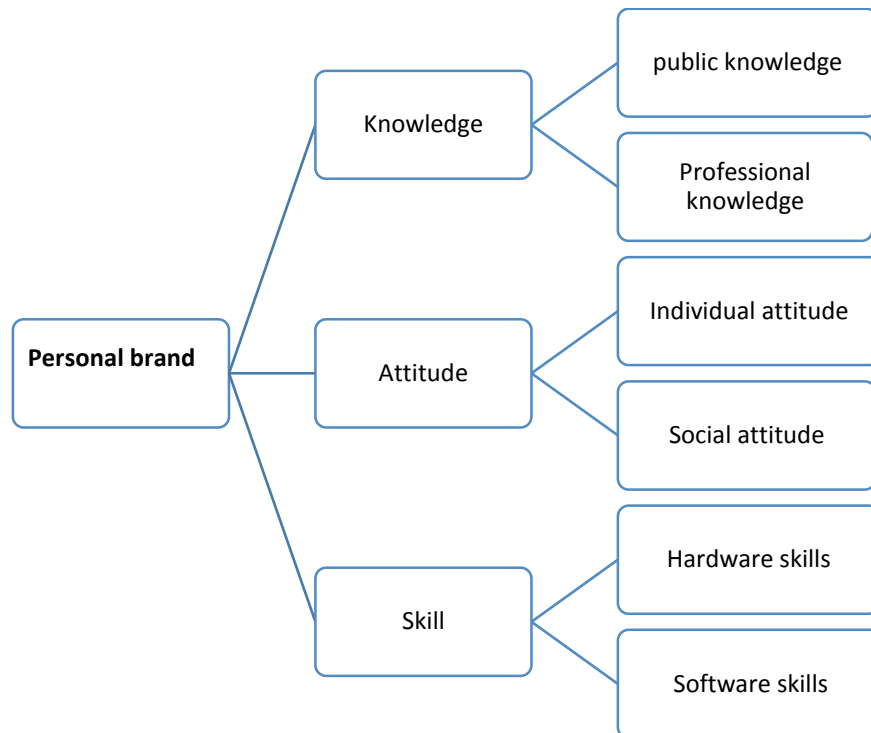 public knowledge
Knowledge
Professional
knowledge
Individual attitude
Personal brand
Attitude
Social attitude
Hardware skills
Skill
Software skills